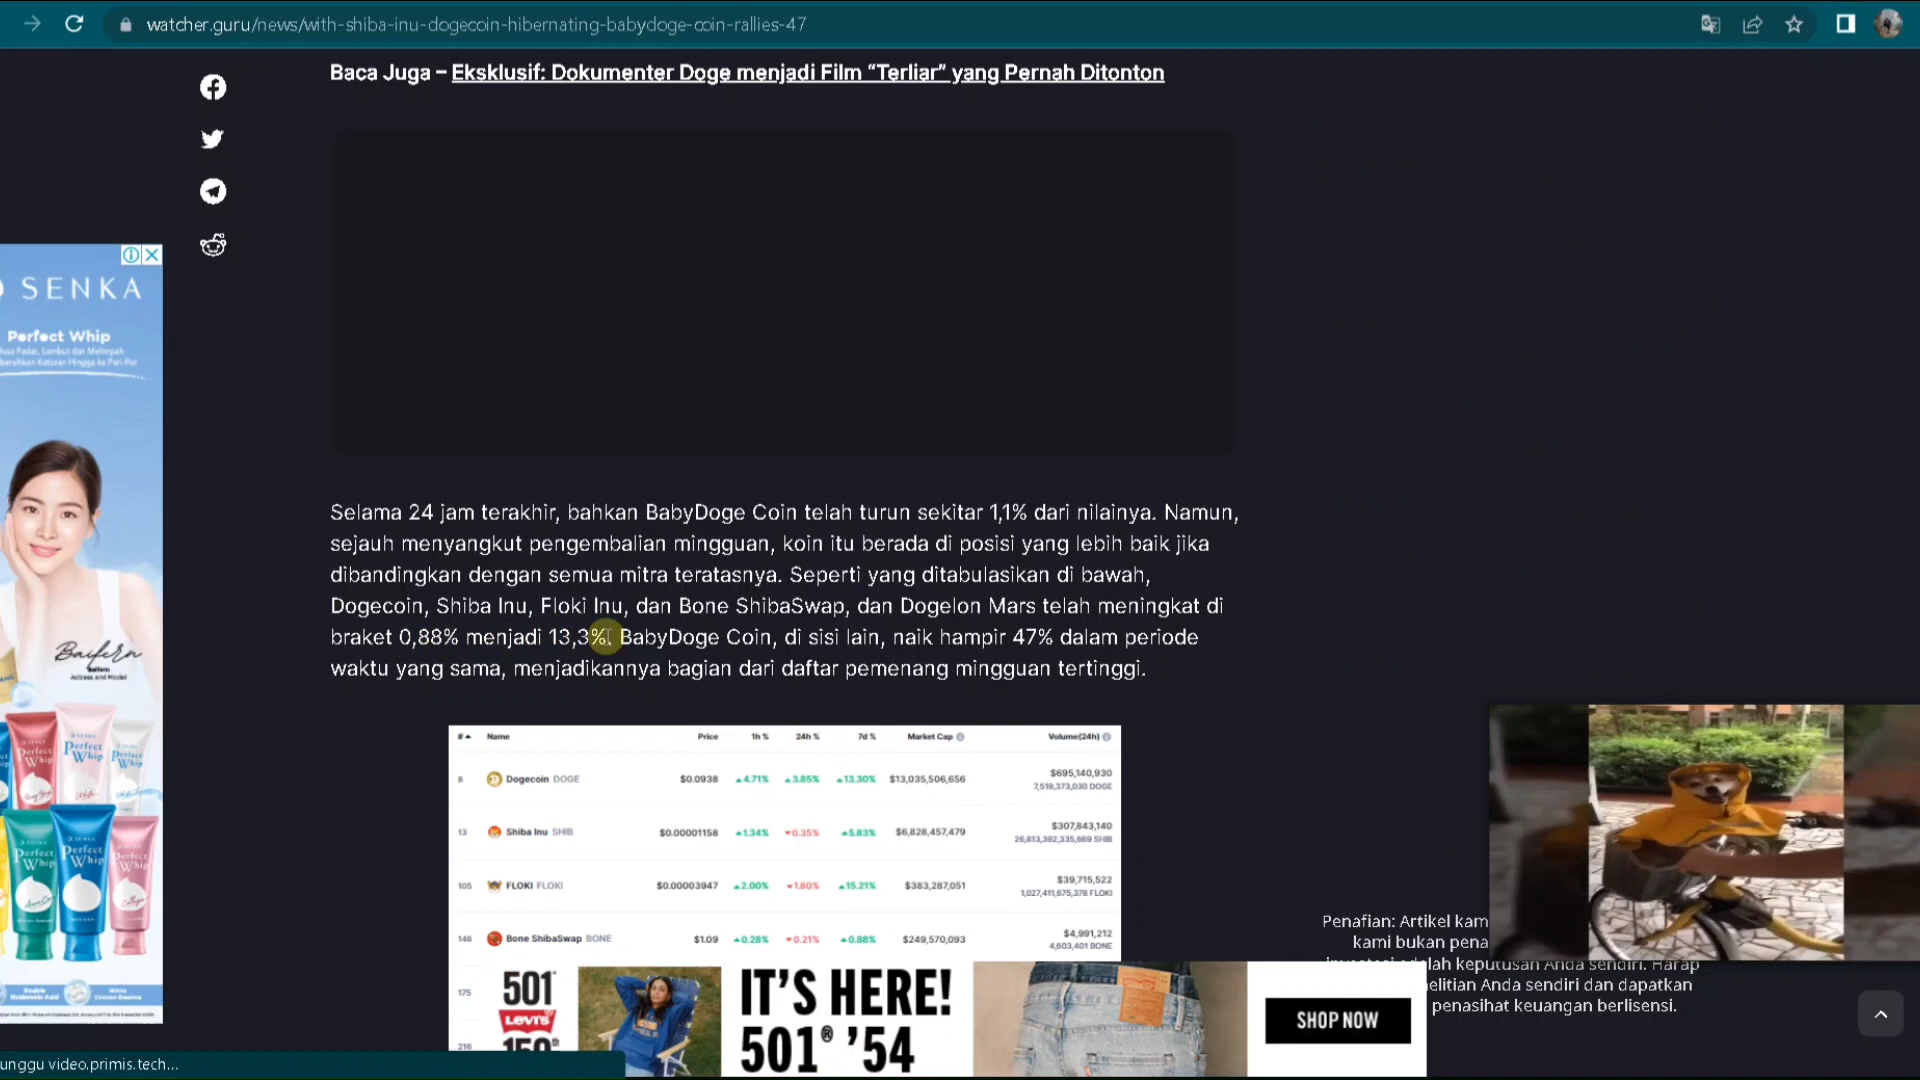 watcher.guru/news/with-shiba-inu-dogecoin-hibernating-babydoge-coin-rallies-47
Baca Juga – Eksklusif: Dokumenter Doge menjadi Film “Terliar” yang Pernah Ditonton
SENKA
Perfect Whip
Baifern
Actress and Model
Selama 24 jam terakhir, bahkan BabyDoge Coin telah turun sekitar 1,1% dari nilainya. Namun,
sejauh menyangkut pengembalian mingguan, koin itu berada di posisi yang lebih baik jika
dibandingkan dengan semua mitra teratasnya. Seperti yang ditabulasikan di bawah,
Dogecoin, Shiba Inu, Floki Inu, dan Bone ShibaSwap, dan Dogelon Mars telah meningkat di
braket 0,88% menjadi 13,3%. BabyDoge Coin, di sisi lain, naik hampir 47% dalam periode
waktu yang sama, menjadikannya bagian dari daftar pemenang mingguan tertinggi.
# Name Price 1h % 24h % 7d % Market Cap Volume(24h)
8 Dogecoin DOGE $0.0938 4.71% 3.85% 13.30% $13,035,506,656 $695,140,930
7,519,373,030 DOGE
13 Shiba Inu SHIB $0.00001158 1.34% 0.35% 5.83% $6,828,457,479 $307,843,140
26,813,392,335,669 SHIB
105 FLOKI FLOKI $0.00003947 2.00% 1.80% 15.21% $383,287,051 $39,715,522
1,027,411,675,378 FLOKI
146 Bone ShibaSwap BONE $1.09 0.28% 0.21% 0.88% $249,570,093 $4,991,212
4,603,401 BONE
175
216
501
LEVI'S
IT'S HERE!
501® '54
SHOP NOW
Penafian: Artikel kam
kami bukan pena
adalah keputusan Anda sendiri. Harap
elitian Anda sendiri dan dapatkan
penasihat keuangan berlisensi.
unggu video.primis.tech...